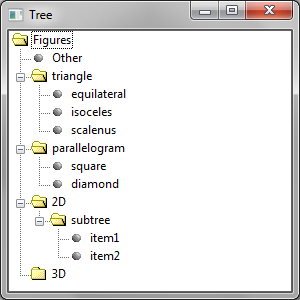 Tree
Figures
Other
triangle
equilateral
isoceles
scalenus
parallelogram
square
diamond
2D
subtree
item1
item2
3D